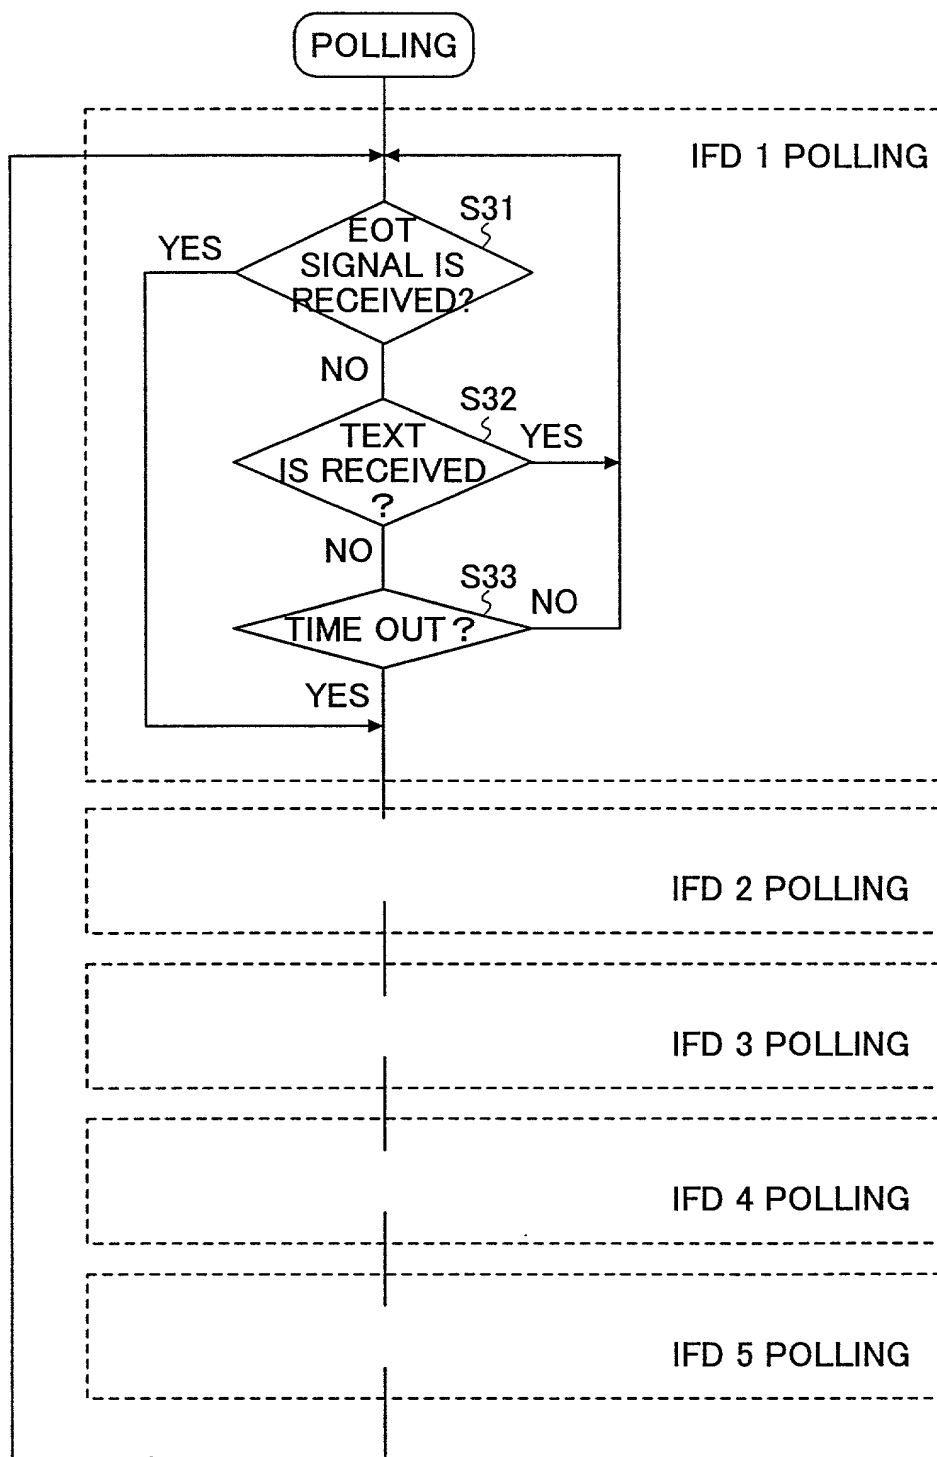 POLLING
IFD 1 POLLING
S31
YES
EOT
SIGNAL IS
RECEIVED?
NO
S32
YES
TEXT
IS RECEIVED
?
NO
S33
NO
TIME OUT ?
YES
IFD 2 POLLING
IFD 3 POLLING
IFD 4 POLLING
IFD 5 POLLING